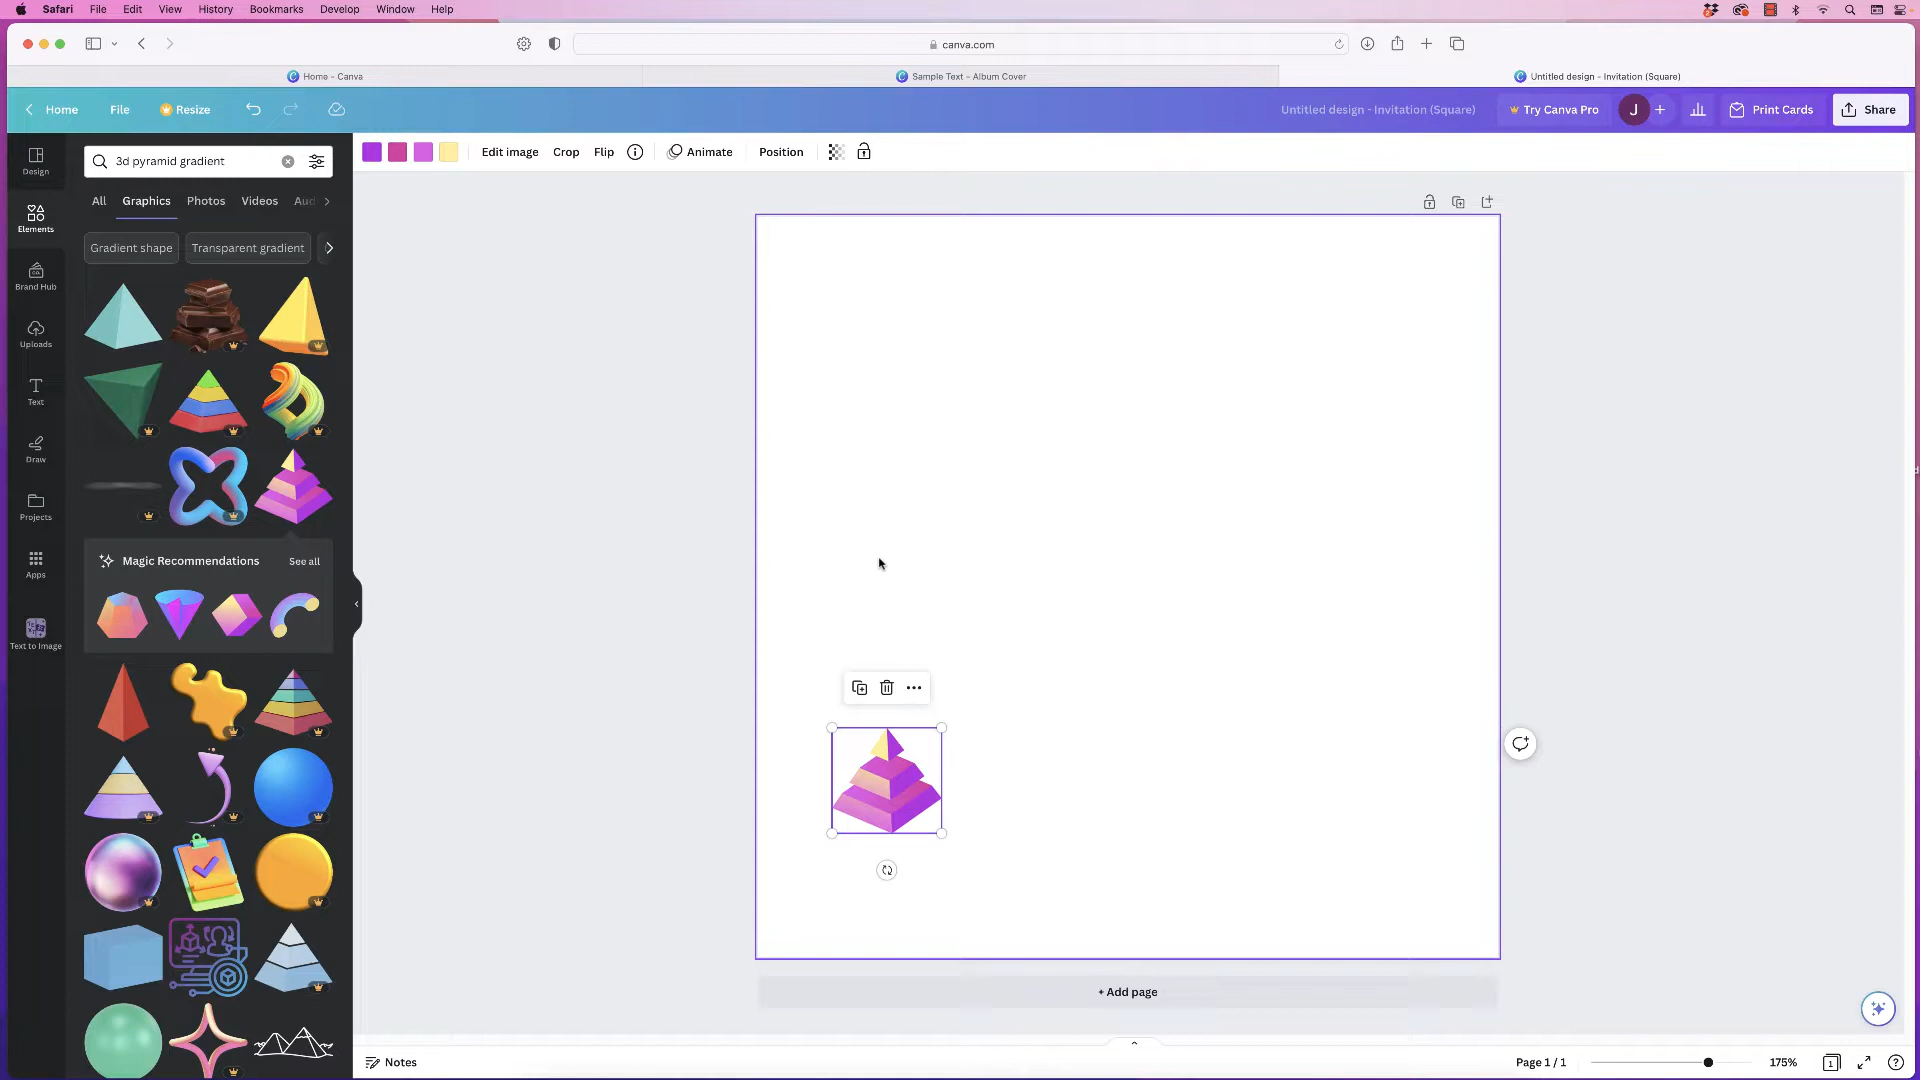 Safari File Edit View History Bookmarks Develop Window Help
canva.com
Home - Canva
Sample Text - Album Cover
Untitled design - Invitation (Square)
Home File Resize
Untitled design - Invitation (Square)
Try Canva Pro
J
Print Cards
Share
Design
3d pyramid gradient
Edit image Crop Flip Animate Position
All Graphics Photos Videos Aud
Elements
Gradient shape Transparent gradient
Brand Hub
Uploads
Text
Draw
Projects
Magic Recommendations See all
Apps
Text to Image
+ Add page
Notes
Page 1 / 1
175%
1